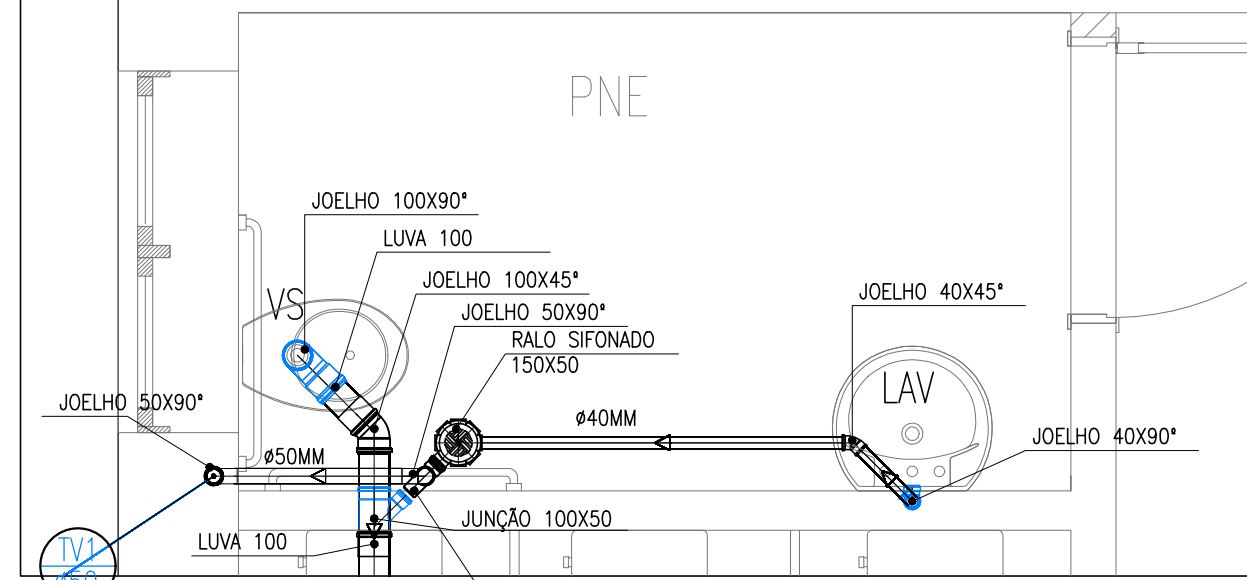 PNE
JOELHO 100X90°
LUVA 100
VS
JOELHO 100X45°
JOELHO 50X90°
RALO SIFONADO
150X50
JOELHO 40X45°
LAV
JOELHO 50X90°
ø40MM
JOELHO 40X90°
ø50MM
JUNÇÃO 100X50
LUVA 100
TV1
ø50